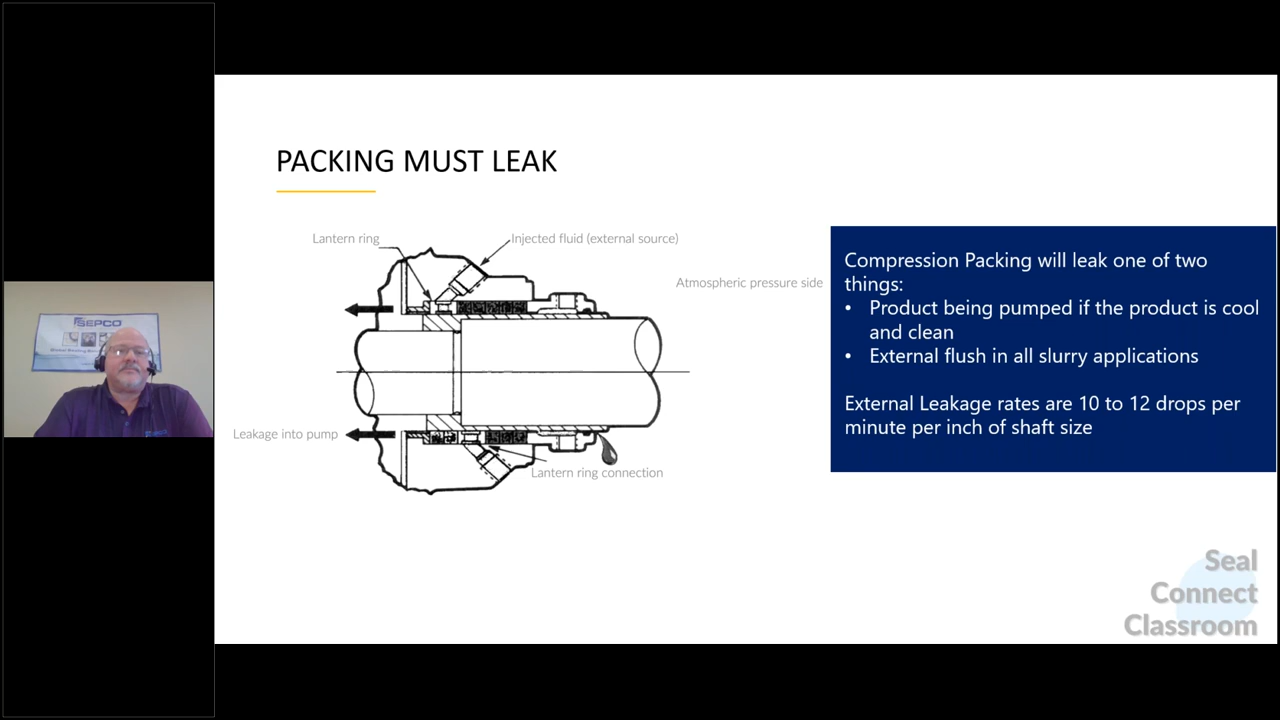 PACKING MUST LEAK
Lantern ring
Injected fluid (external source)
Atmospheric pressure side
Leakage into pump
Lantern ring connection
Compression Packing will leak one of two
things:
• Product being pumped if the product is cool
and clean
• External flush in all slurry applications
External Leakage rates are 10 to 12 drops per
minute per inch of shaft size
SEPCO
Seal
Connect
Classroom